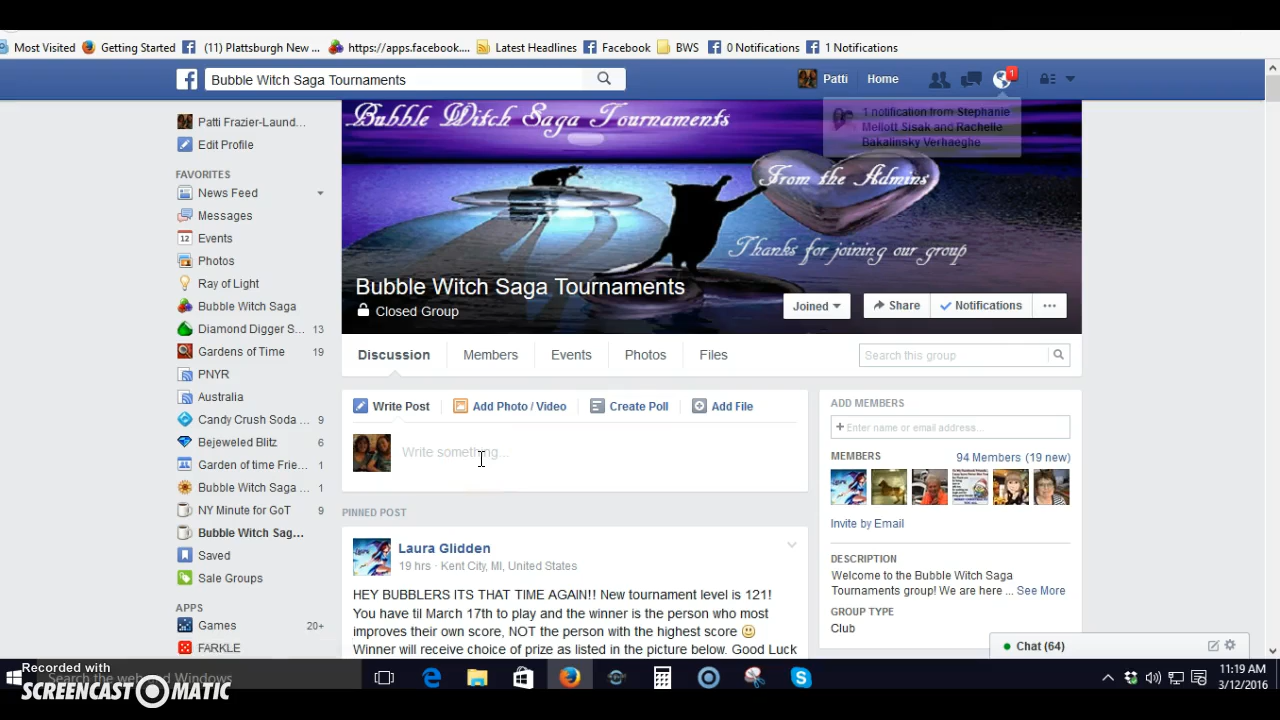 Most Visited Getting Started (11) Plattsburgh New ... https://apps.facebook.... Latest Headlines Facebook BWS 0 Notifications 1 Notifications
Bubble Witch Saga Tournaments
Patti Home 1
1 notification from Stephanie
Mellott Sisak and Rachelle
Bakalinsky Verhaeghe
Bubble Witch Saga Tournaments
From the Admins
Thanks for joining our group
Bubble Witch Saga Tournaments
Closed Group
Joined Share Notifications
Discussion Members Events Photos Files
Search this group
Patti Frazier-Laund...
Edit Profile
FAVORITES
News Feed
Messages
12 Events
Photos
Ray of Light
Bubble Witch Saga
Diamond Digger S... 13
Gardens of Time 19
PNYR
Australia
Candy Crush Soda ... 9
Bejeweled Blitz 6
Garden of time Frie... 1
Bubble Witch Saga ... 1
NY Minute for GoT 9
Bubble Witch Sag...
Saved
Sale Groups
APPS
Games 20+
FARKLE
Write Post Add Photo / Video Create Poll Add File
Write something...
PINNED POST
Laura Glidden
19 hrs · Kent City, MI, United States
HEY BUBBLERS ITS THAT TIME AGAIN!! New tournament level is 121!
You have til March 17th to play and the winner is the person who most
improves their own score, NOT the person with the highest score
Winner will receive choice of prize as listed in the picture below. Good Luck
ADD MEMBERS
Enter name or email address...
MEMBERS 94 Members (19 new)
Invite by Email
DESCRIPTION
Welcome to the Bubble Witch Saga
Tournaments group! We are here ... See More
GROUP TYPE
Club
Chat (64)
Search the web and Windows
Recorded with
SCREENCAST MATIC
11:19 AM
3/12/2016